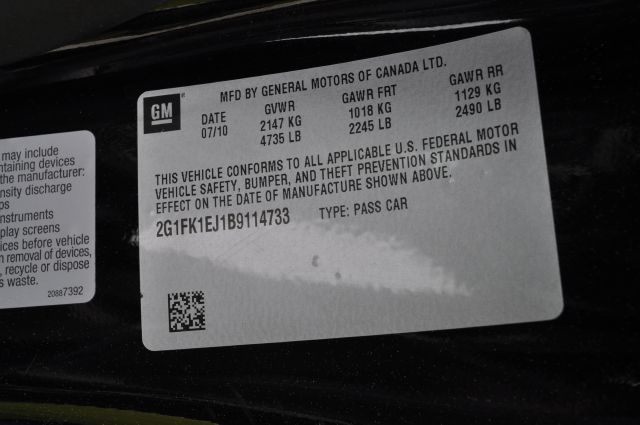 may include
taining devices
the manufacturer:
nsity discharge
ps
nstruments
play screens
ices before vehicle
n removal of devices,
, recycle or dispose
s waste.
20887392
GM
MFD BY GENERAL MOTORS OF CANADA LTD.
DATE GVWR GAWR FRT GAWR RR
07/10 2147 KG 1018 KG 1129 KG
4735 LB 2245 LB 2490 LB
THIS VEHICLE CONFORMS TO ALL APPLICABLE U.S. FEDERAL MOTOR
VEHICLE SAFETY, BUMPER, AND THEFT PREVENTION STANDARDS IN
EFFECT ON THE DATE OF MANUFACTURE SHOWN ABOVE.
2G1FK1EJ1B9114733 TYPE: PASS CAR